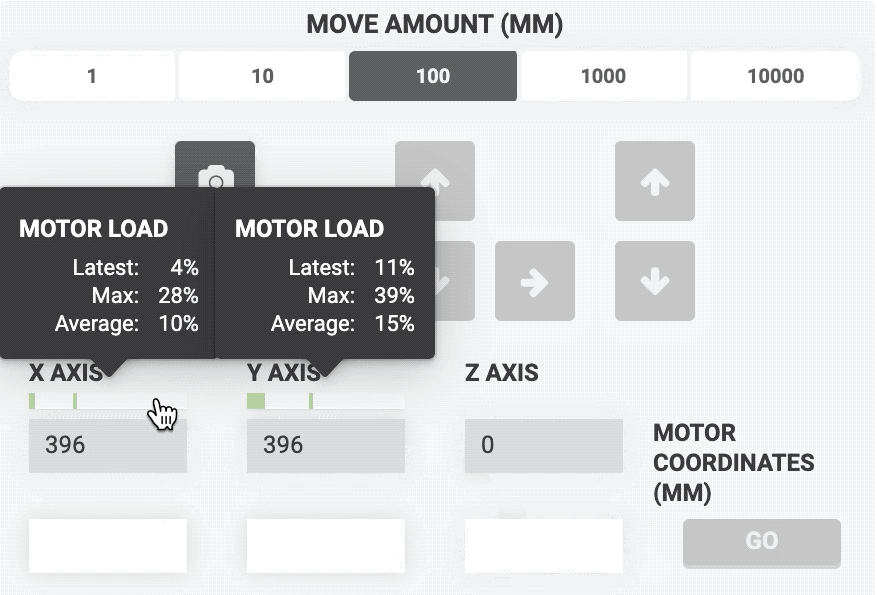 MOVE AMOUNT (MM)
1 10 100 1000 10000
MOTOR LOAD
Latest: 4%
Max: 28%
Average: 10%
MOTOR LOAD
Latest: 11%
Max: 39%
Average: 15%
X AXIS Y AXIS Z AXIS
396 396 0
MOTOR
COORDINATES
(MM)
GO